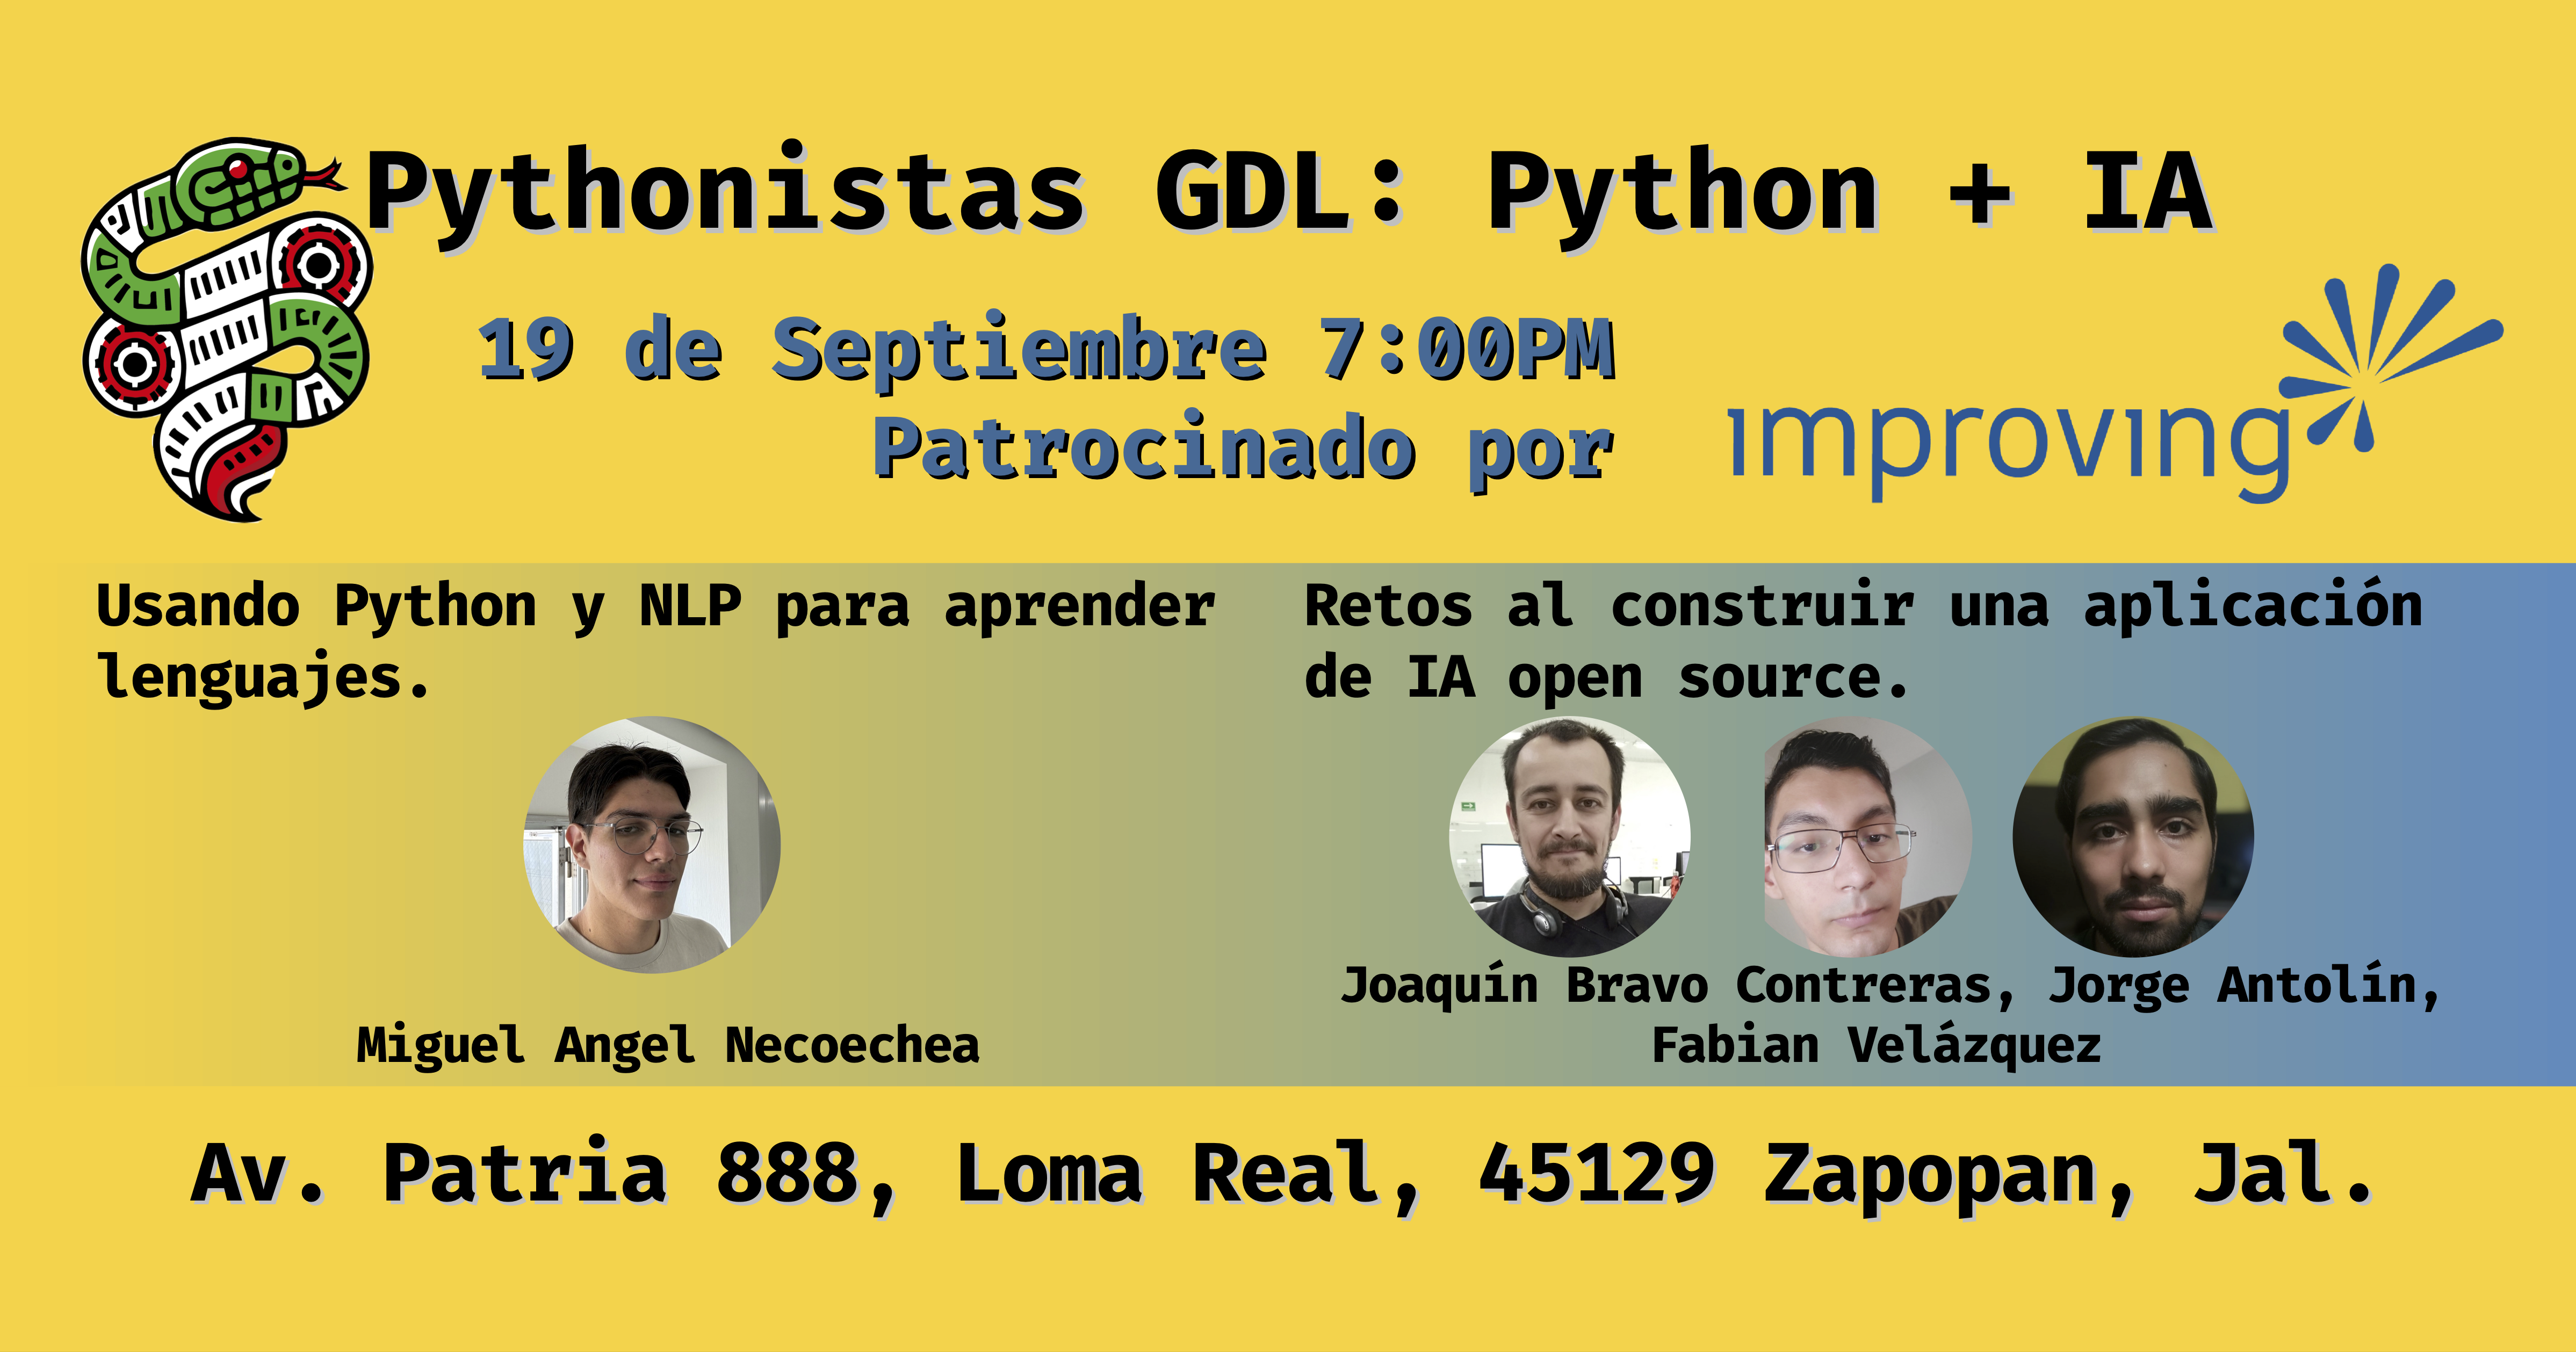 Pythonistas GDL: Python + IA
19 de Septiembre 7:00PM
Patrocinado por
improving
Usando Python y NLP para aprender
lenguajes.
Miguel Angel Necoechea
Retos al construir una aplicación
de IA open source.
Joaquín Bravo Contreras, Jorge Antolín,
Fabian Velázquez
Av. Patria 888, Loma Real, 45129 Zapopan, Jal.